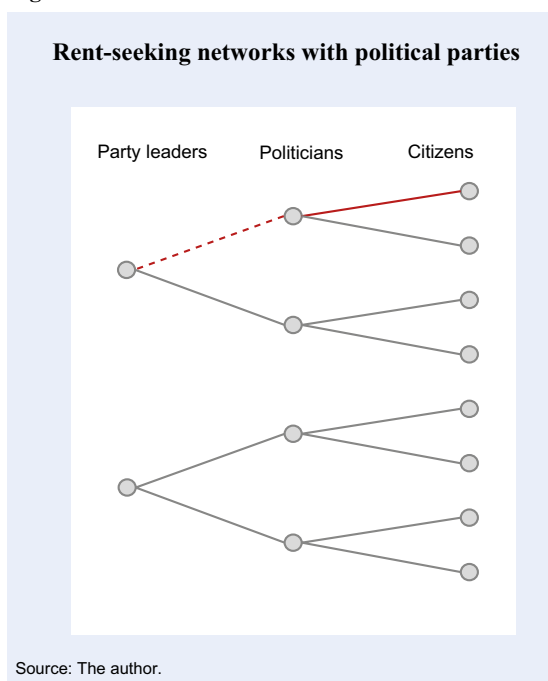 Rent-seeking networks with political parties
Party leaders Politicians Citizens
Source: The author.